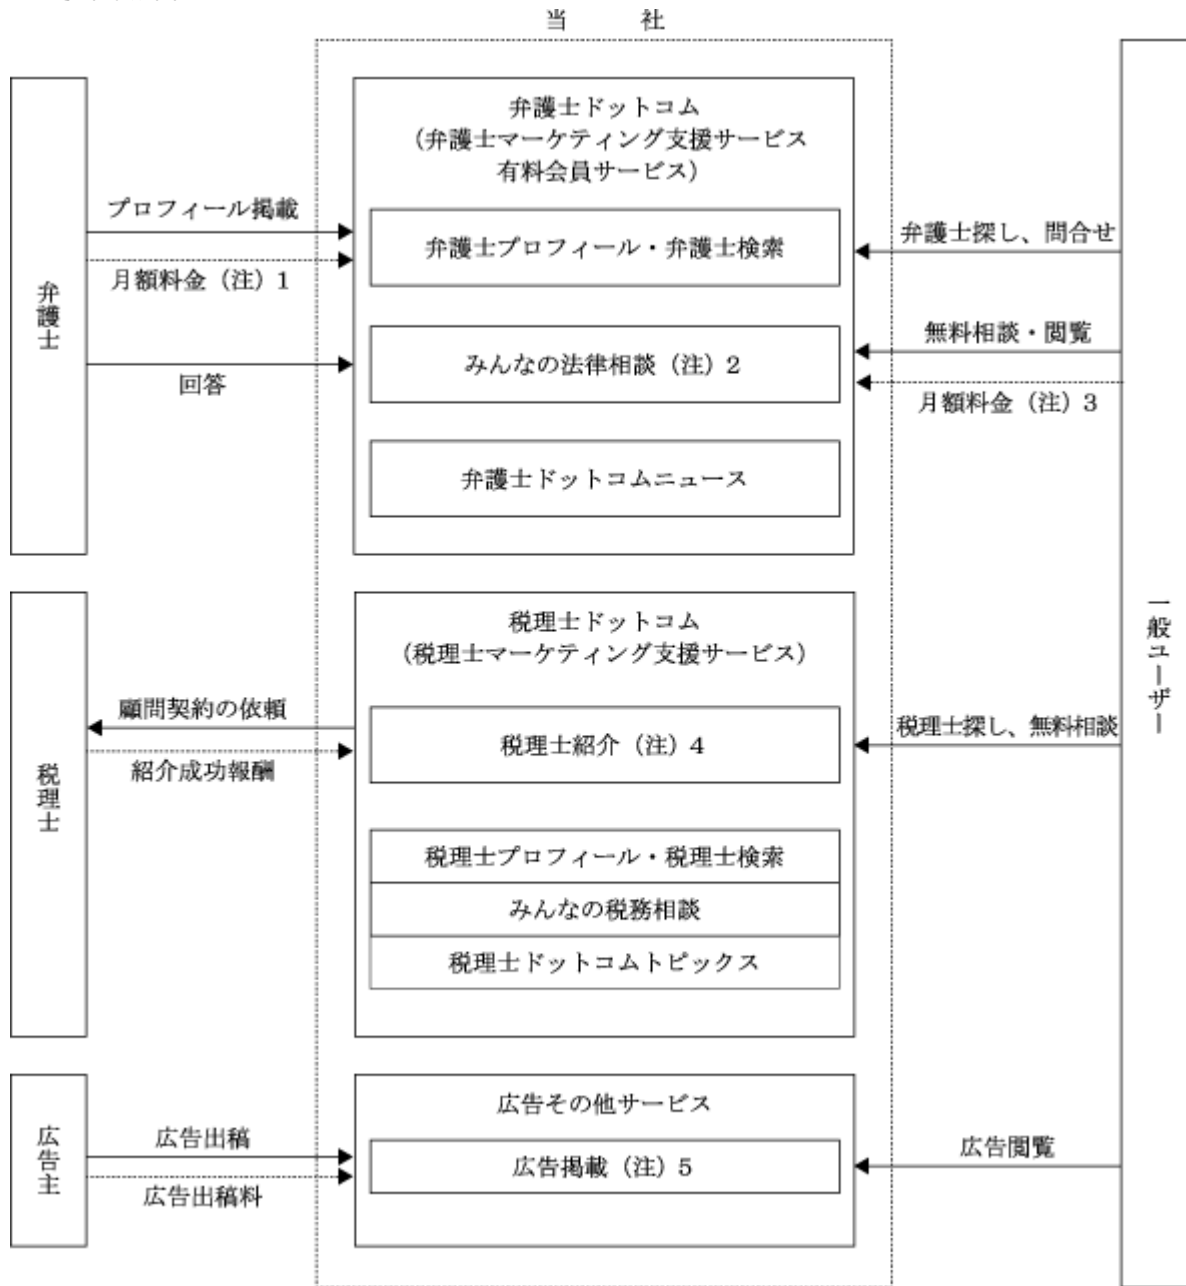 当 社
弁護士ドットコム
（弁護士マーケティング支援サービス
有料会員サービス）
プロフィール掲載
弁護士プロフィール・弁護士検索
弁護士探し、問合せ
月額料金（注）1
弁護士
無料相談・閲覧
みんなの法律相談（注）2
回答
月額料金（注）3
弁護士ドットコムニュース
一般ユーザー
税理士ドットコム
（税理士マーケティング支援サービス）
顧問契約の依頼
税理士紹介（注）4
税理士探し、無料相談
紹介成功報酬
税理士
税理士プロフィール・税理士検索
みんなの税務相談
税理士ドットコムトピックス
広告その他サービス
広告主
広告出稿
広告掲載（注）5
広告閲覧
広告出稿料